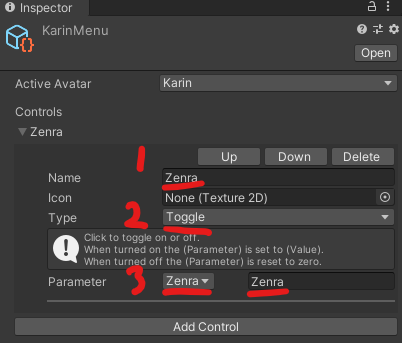 Inspector
KarinMenu
Open
Active Avatar Karin
Controls
Zenra
1
Up Down Delete
Name Zenra
Icon None (Texture 2D)
2
Type Toggle
Click to toggle on or off.
When turned on the (Parameter) is set to (Value).
When turned off the (Parameter) is reset to zero.
3
Parameter Zenra Zenra
Add Control